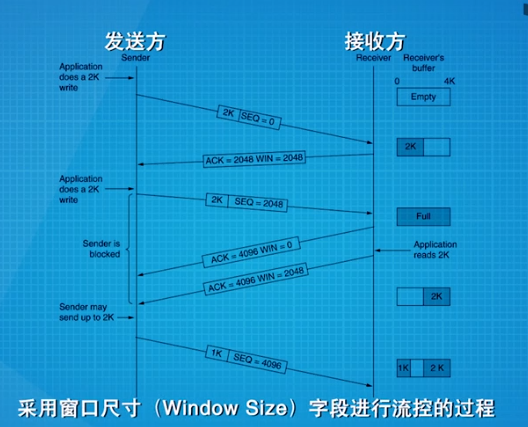 发送方
接收方
Sender
Receiver
Receiver's
buffer
0 4K
Application
does a 2K
write
Empty
2K SEQ = 0
2K
ACK = 2048 WIN = 2048
Application
does a 2K
write
2K SEQ = 2048
Full
Sender is
blocked
ACK = 4096 WIN = 0
Application
reads 2K
ACK = 4096 WIN = 2048
2K
Sender may
send up to 2K
1K SEQ = 4096
1K 2 K
采用窗口尺寸（Window Size）字段进行流控的过程